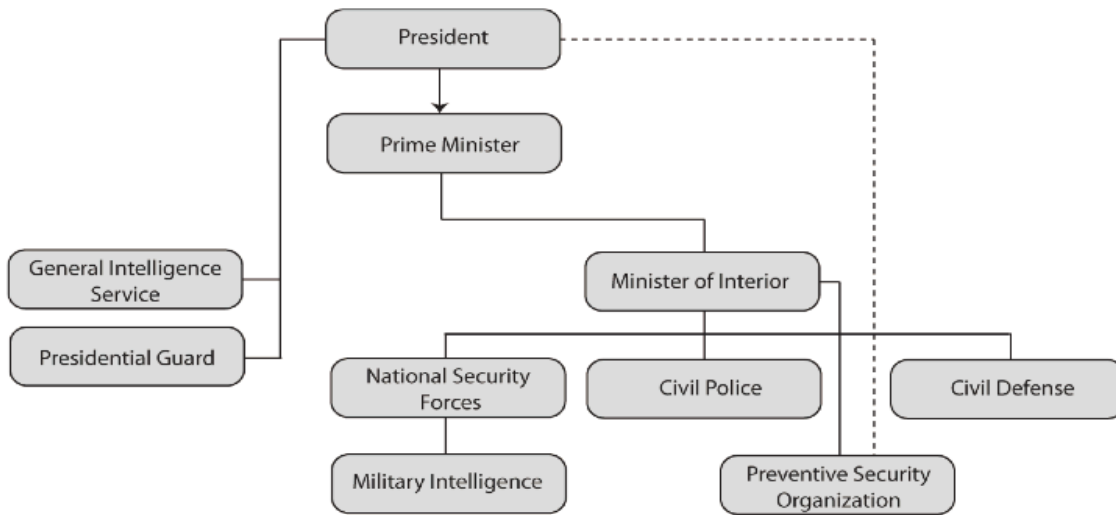 President
Prime Minister
General Intelligence
Service
Minister of Interior
Presidential Guard
National Security
Forces
Civil Police
Civil Defense
Military Intelligence
Preventive Security
Organization